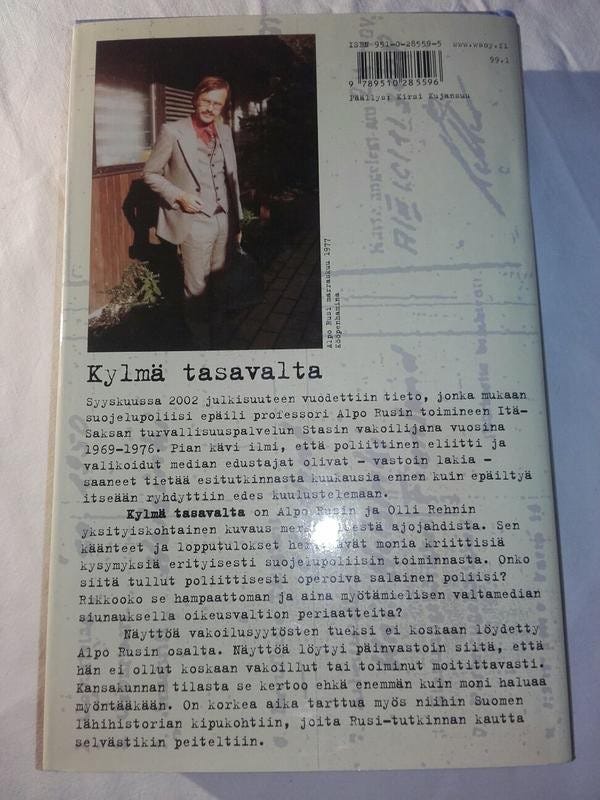 ISBN 951-0-28559-5 www.wsoy.fi
99.1
9 789510 285596
Päällys: Kirsi Kujansuu
Alpo Rusi marraskuu 1977
Kööpenhamina
Kylmä tasavalta
Syyskuussa 2002 julkisuuteen vuodettiin tieto, jonka mukaan
suojelupoliisi epäili professori Alpo Rusin toimineen Itä-
Saksan turvallisuuspalvelun Stasin vakoilijana vuosina
1969–1976. Pian kävi ilmi, että poliittinen eliitti ja
valikoidut median edustajat olivat – vastoin lakia –
saaneet tietää esitutkinnasta kuukausia ennen kuin epäiltyä
itseään ryhdyttiin edes kuulustelemaan.
Kylmä tasavalta on Alpo Rusin ja Olli Rehnin
yksityiskohtainen kuvaus ajojahdista. Sen
käänteet ja lopputulokset monia kriittisiä
kysymyksiä erityisesti suojelupoliisin toiminnasta. Onko
siitä tullut poliittisesti operoiva salainen poliisi?
Rikkooko se hampaattoman ja aina myötämielisen valtamedian
siunauksella oikeusvaltion periaatteita?
Näyttöä vakoilusyytösten tueksi ei koskaan löydetty
Alpo Rusin osalta. Näyttöä löytyi päinvastoin siitä, että
hän ei ollut koskaan vakoillut tai toiminut moitittavasti.
Kansakunnan tilasta se kertoo ehkä enemmän kuin moni haluaa
myöntääkään. On korkea aika tarttua myös niihin Suomen
lähihistorian kipukohtiin, joita Rusi-tutkinnan kautta
selvästikin peiteltiin.